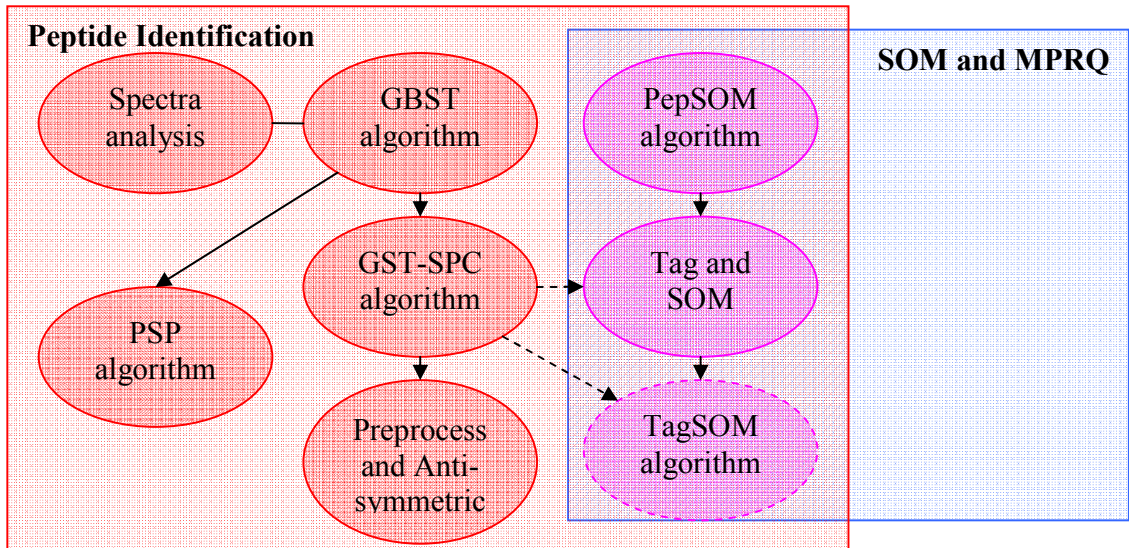 Peptide Identification
SOM and MPRQ
Spectra
analysis
GBST
algorithm
PepSOM
algorithm
GST-SPC
algorithm
Tag and
SOM
PSP
algorithm
Preprocess
and Anti-
symmetric
TagSOM
algorithm